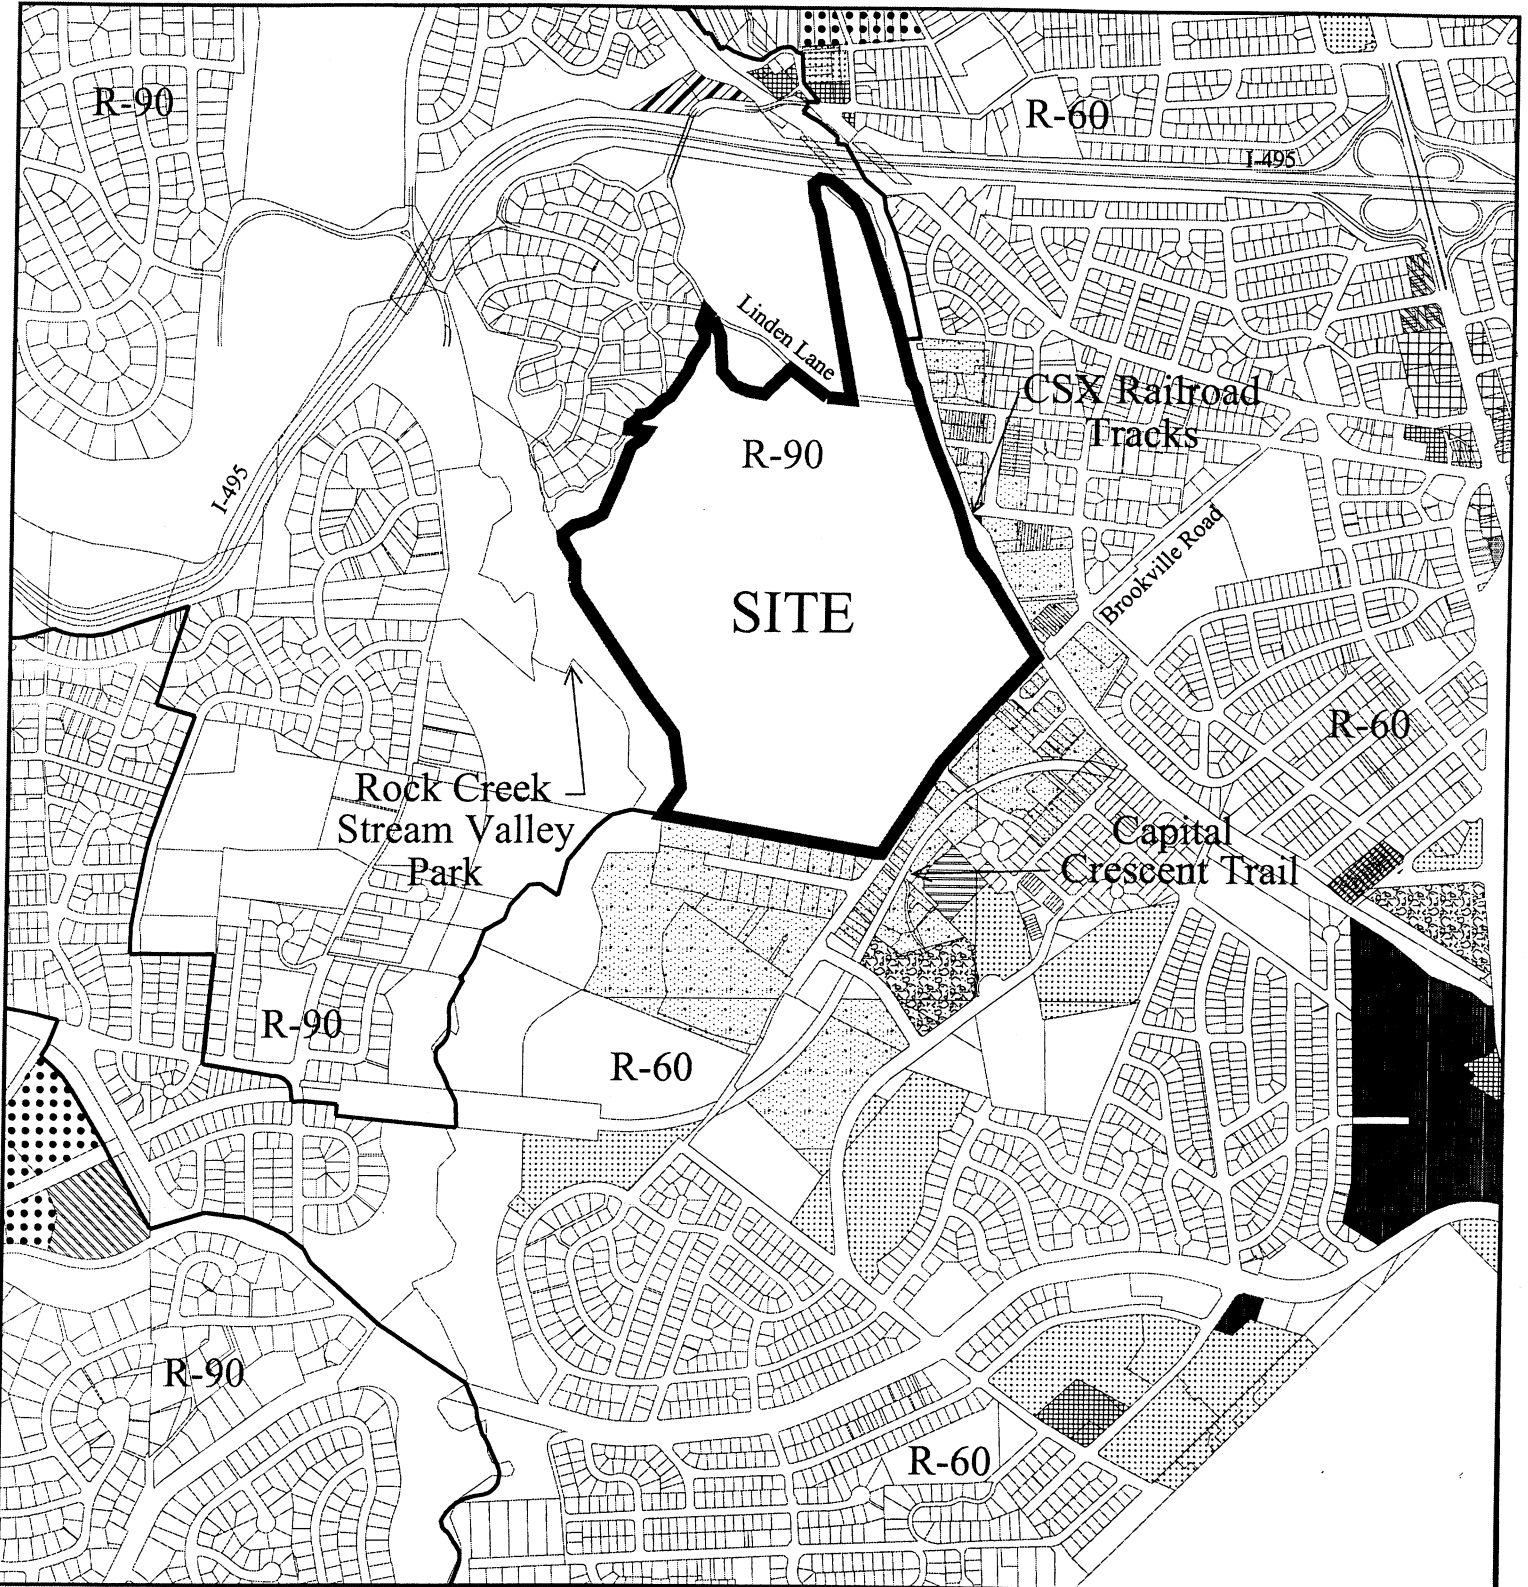 R-90
R-60
I-495
Linden Lane
CSX Railroad
Tracks
R-90
I-495
Brookville Road
SITE
R-60
Rock Creek
Stream Valley
Park
Capital
Crescent Trail
R-90
R-60
R-90
R-60